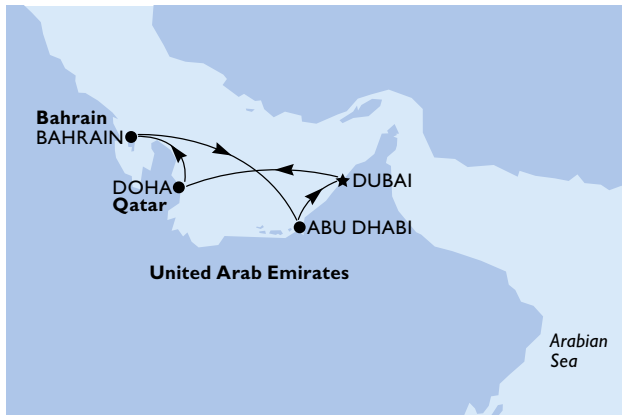 Bahrain
BAHRAIN
DOHA
Qatar
DUBAI
ABU DHABI
United Arab Emirates
Arabian
Sea